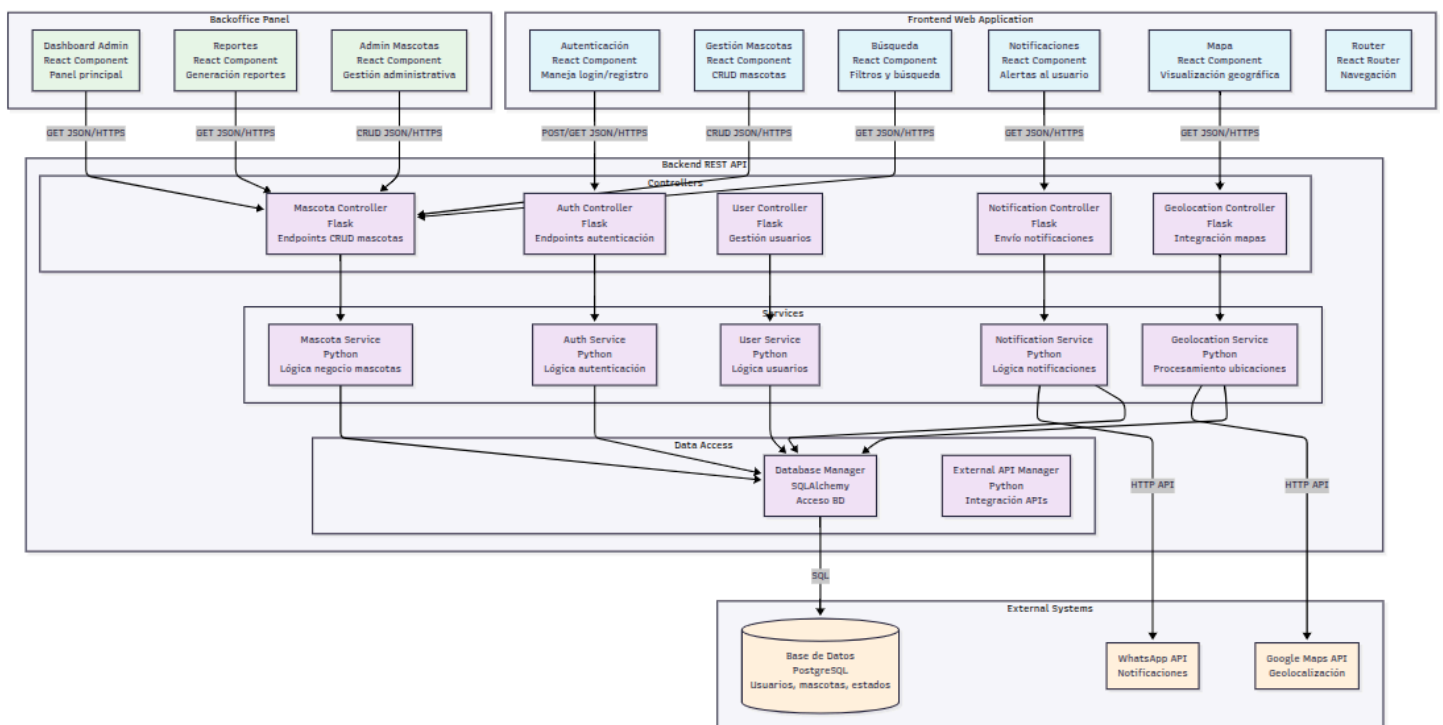 Backoffice Panel
Frontend Web Application
Dashboard Admin
React Component
Panel principal
Reportes
React Component
Generación reportes
Admin Mascotas
React Component
Gestión administrativa
Autenticación
React Component
Maneja login/registro
Gestión Mascotas
React Component
CRUD mascotas
Búsqueda
React Component
Filtros y búsqueda
Notificaciones
React Component
Alertas al usuario
Mapa
React Component
Visualización geográfica
Router
React Router
Navegación
GET JSON/HTTPS
GET JSON/HTTPS
CRUD JSON/HTTPS
POST/GET JSON/HTTPS
CRUD JSON/HTTPS
GET JSON/HTTPS
GET JSON/HTTPS
GET JSON/HTTPS
Backend REST API
Controllers
Mascota Controller
Flask
Endpoints CRUD mascotas
Auth Controller
Flask
Endpoints autenticación
User Controller
Flask
Gestión usuarios
Notification Controller
Flask
Envío notificaciones
Geolocation Controller
Flask
Integración mapas
Services
Mascota Service
Python
Lógica negocio mascotas
Auth Service
Python
Lógica autenticación
User Service
Python
Lógica usuarios
Notification Service
Python
Lógica notificaciones
Geolocation Service
Python
Procesamiento ubicaciones
Data Access
Database Manager
SQLAlchemy
Acceso BD
External API Manager
Python
Integración APIs
HTTP API
HTTP API
SQL
External Systems
Base de Datos
PostgreSQL
Usuarios, mascotas, estados
WhatsApp API
Notificaciones
Google Maps API
Geolocalización